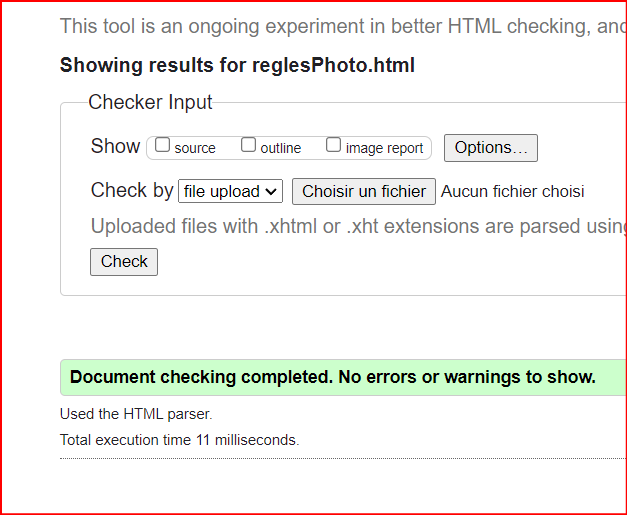 This tool is an ongoing experiment in better HTML checking, and
Showing results for reglesPhoto.html
Checker Input
Show source outline image report Options…
Check by file upload Choisir un fichier Aucun fichier choisi
Uploaded files with .xhtml or .xht extensions are parsed using
Check
Document checking completed. No errors or warnings to show.
Used the HTML parser.
Total execution time 11 milliseconds.